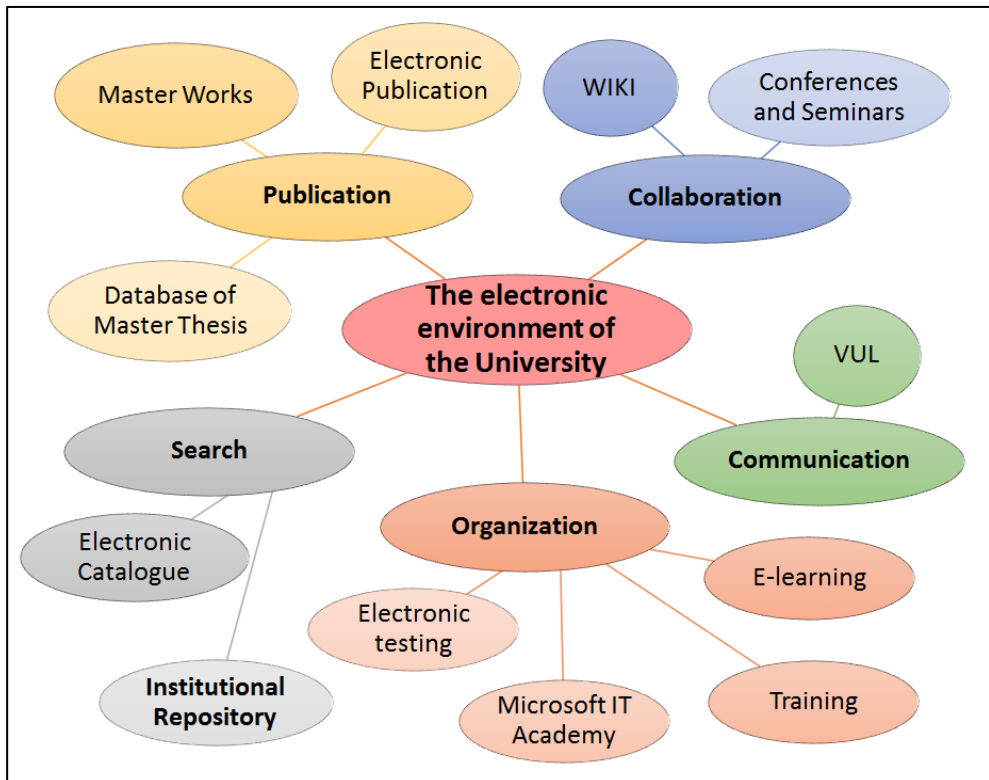 Master Works
Electronic
Publication
WIKI
Conferences
and Seminars
Publication
Collaboration
Database of
Master Thesis
The electronic
environment of
the University
VUL
Search
Communication
Organization
Electronic
Catalogue
E-learning
Electronic
testing
Institutional
Repository
Microsoft IT
Academy
Training